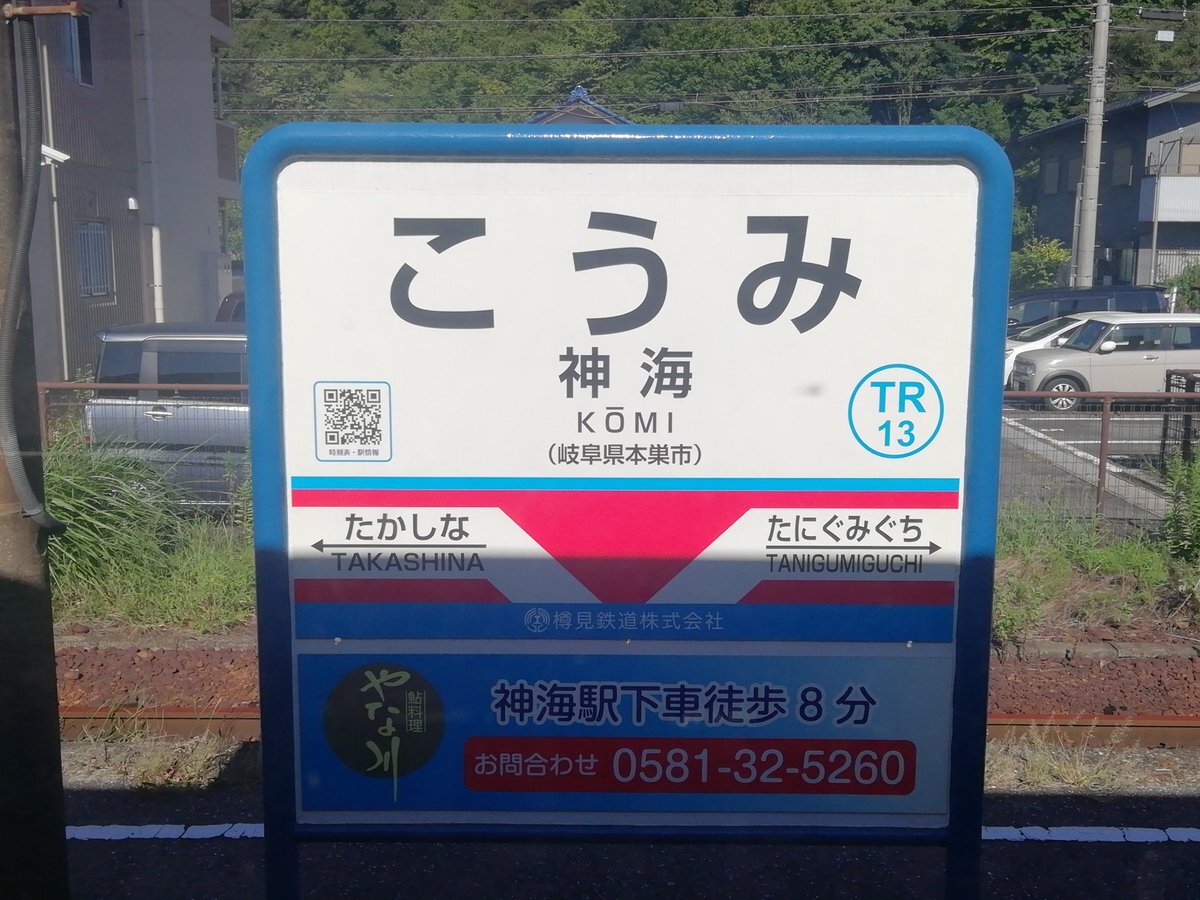 こうみ
神海
KŌMI
(岐阜県本巣市)
時刻表・駅情報
TR
13
たかしな
TAKASHINA
たにぐみぐち
TANIGUMIGUCHI
樽見鉄道株式会社
鮎料理
やな川
神海駅下車徒歩8分
お問合わせ 0581-32-5260